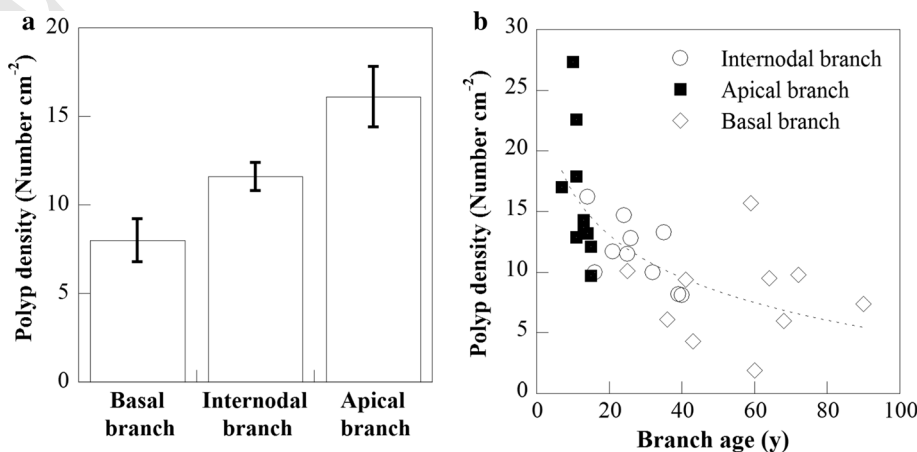 a
20
15
10
5
0
Polyp density (Number cm⁻²)
Basal branch
Internodal branch
Apical branch
b
30
25
20
15
10
5
0
Polyp density (Number cm⁻²)
Internodal branch
Apical branch
Basal branch
0 20 40 60 80 100
Branch age (y)